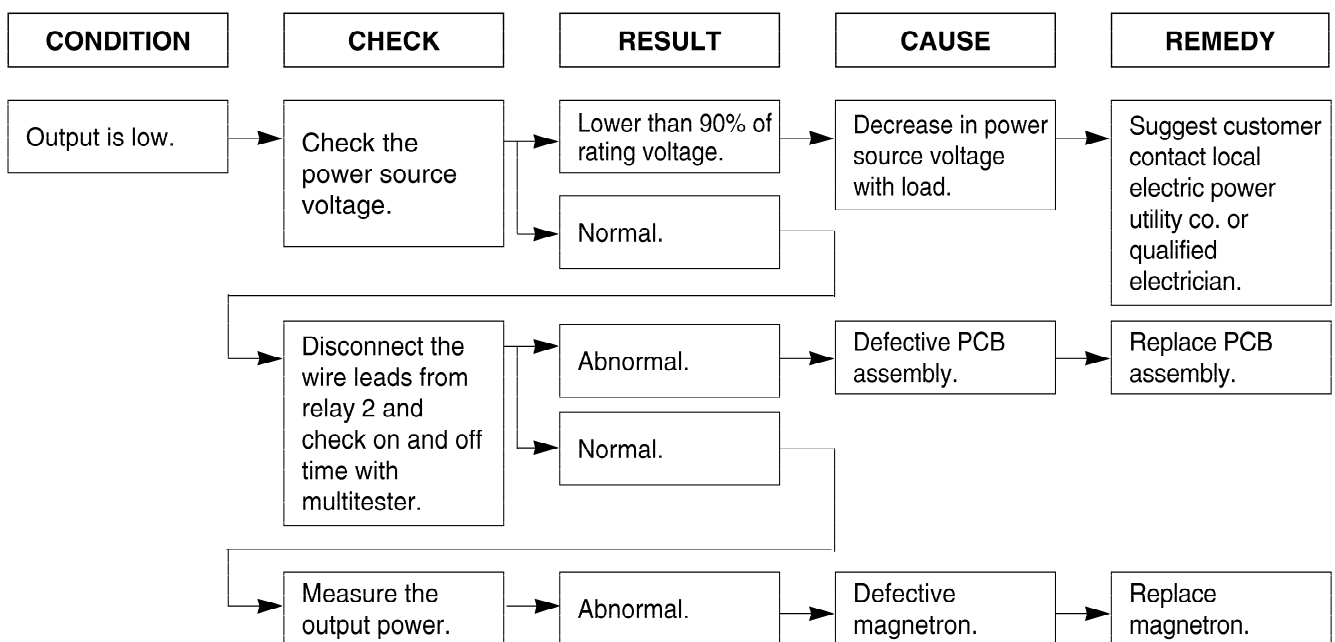 CONDITION
CHECK
RESULT
CAUSE
REMEDY
Output is low.
Check the
power source
voltage.
Lower than 90% of
rating voltage.
Decrease in power
source voltage
with load.
Suggest customer
contact local
electric power
utility co. or
qualified
electrician.
Normal.
Disconnect the
wire leads from
relay 2 and
check on and off
time with
multitester.
Abnormal.
Defective PCB
assembly.
Replace PCB
assembly.
Normal.
Measure the
output power.
Abnormal.
Defective
magnetron.
Replace
magnetron.